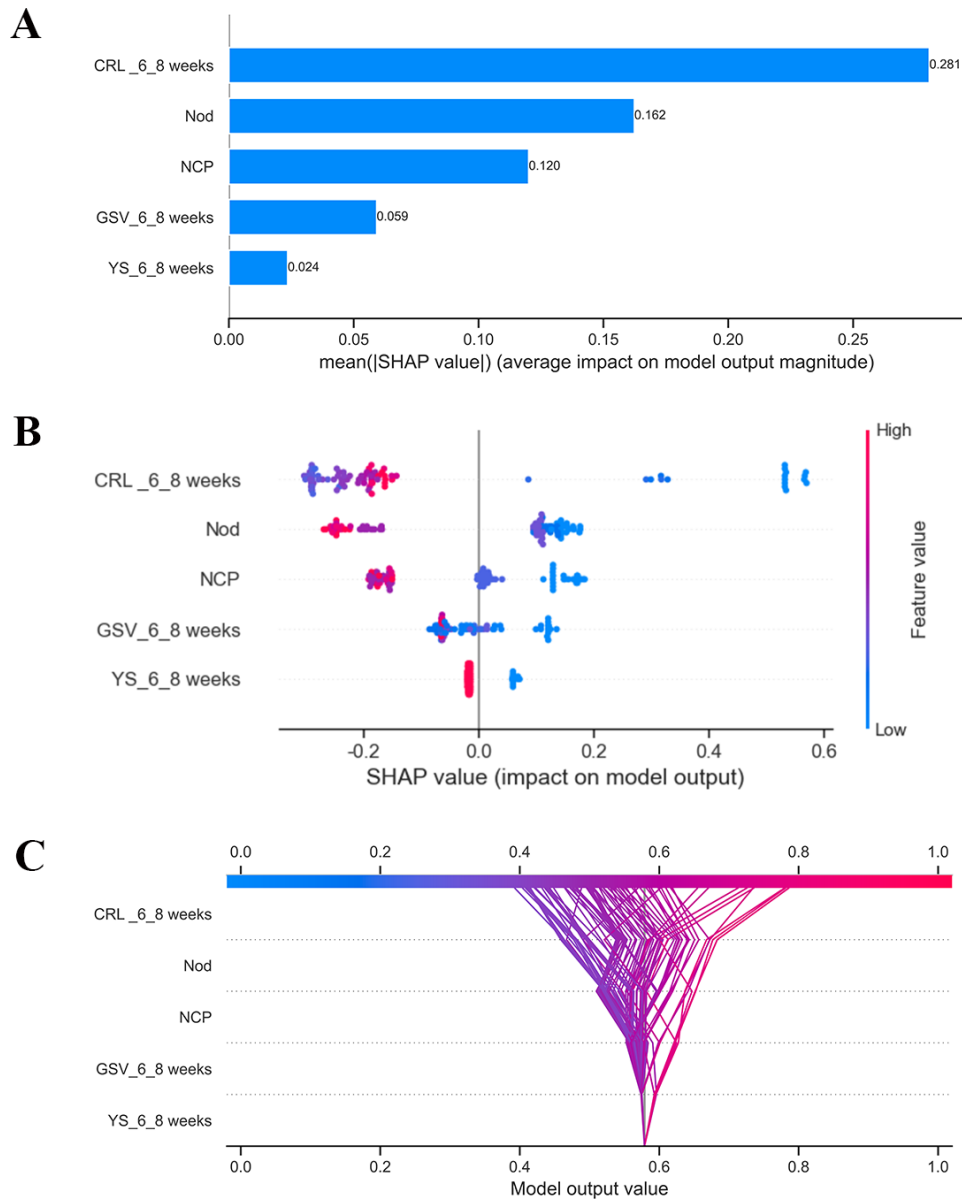 A
CRL _6_8 weeks
0.281
Nod
0.162
NCP
0.120
GSV_6_8 weeks
0.059
YS_6_8 weeks
0.024
0.00 0.05 0.10 0.15 0.20 0.25
mean(|SHAP value|) (average impact on model output magnitude)
B
High
CRL _6_8 weeks
Nod
NCP
GSV_6_8 weeks
YS_6_8 weeks
Feature value
Low
-0.2 0.0 0.2 0.4 0.6
SHAP value (impact on model output)
C
0.0 0.2 0.4 0.6 0.8 1.0
CRL _6_8 weeks
Nod
NCP
GSV_6_8 weeks
YS_6_8 weeks
0.0 0.2 0.4 0.6 0.8 1.0
Model output value